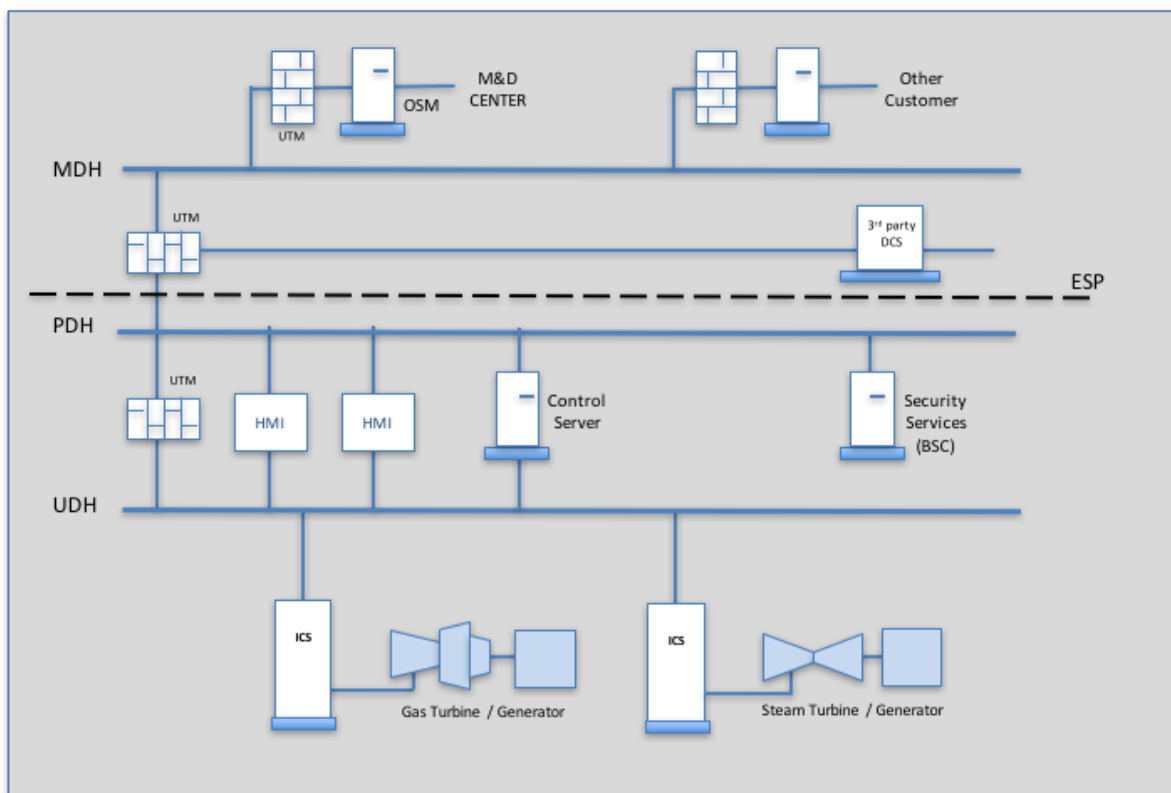 M&D
CENTER
OSM
UTM
Other
Customer
MDH
UTM
3rd party
DCS
ESP
PDH
UTM
HMI
HMI
Control
Server
Security
Services
(BSC)
UDH
ICS
ICS
Gas Turbine / Generator
Steam Turbine / Generator